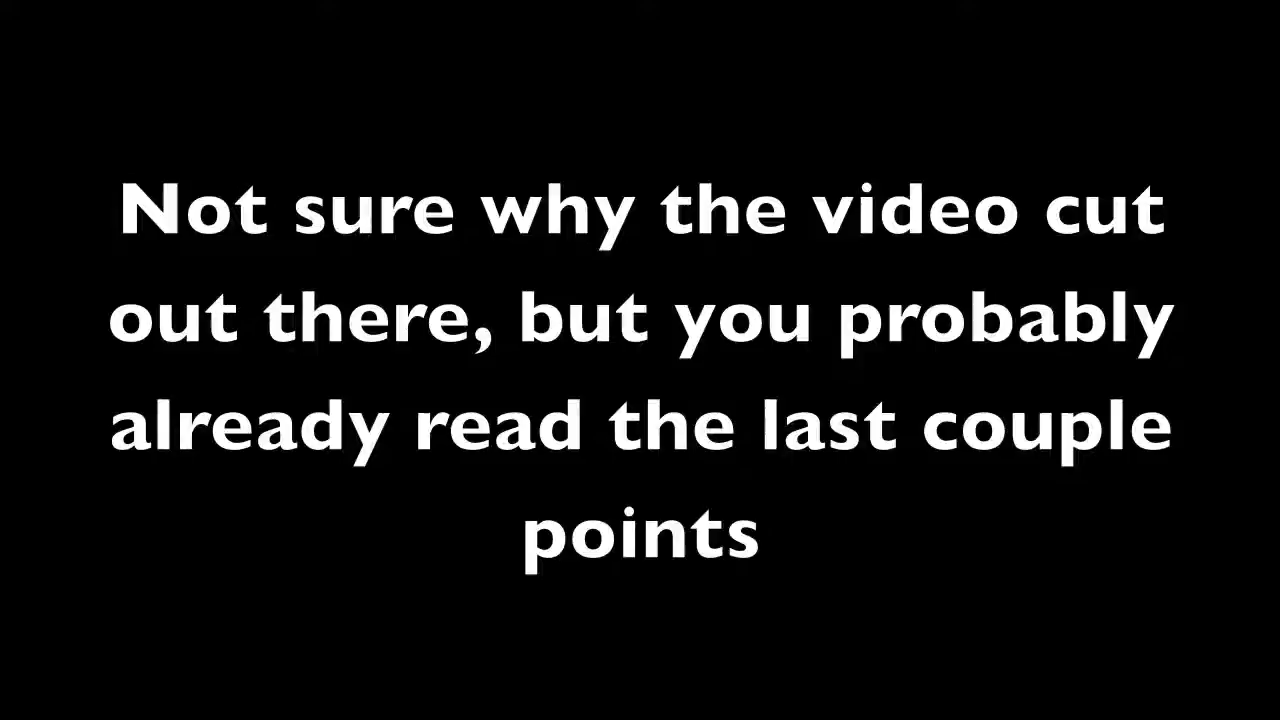 Not sure why the video cut
out there, but you probably
already read the last couple
points